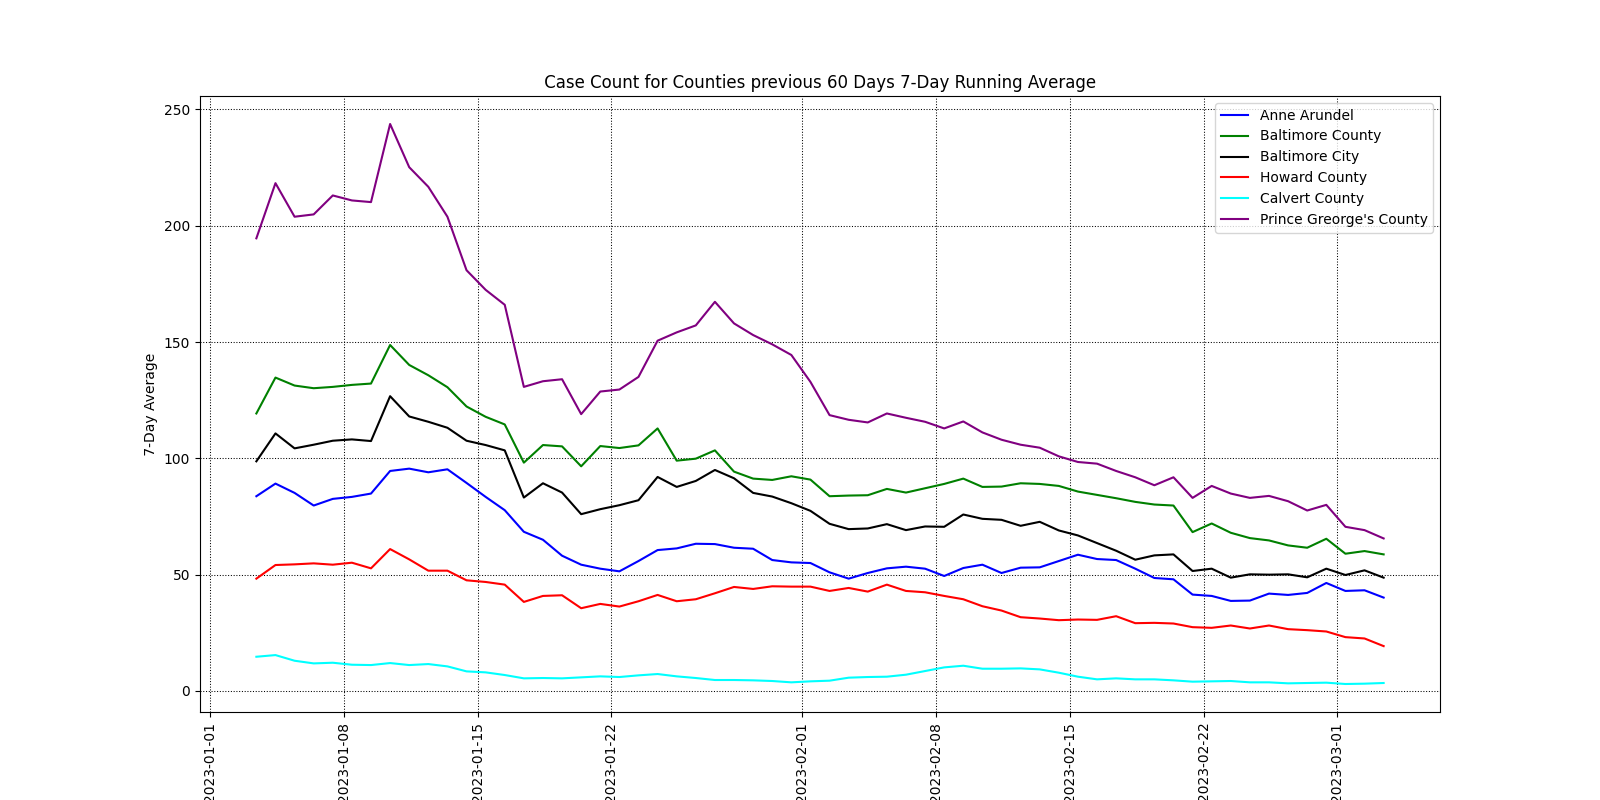 Case Count for Counties previous 60 Days 7-Day Running Average
250
200
150
100
50
0
7-Day Average
Anne Arundel
Baltimore County
Baltimore City
Howard County
Calvert County
Prince Greorge's County
2023-01-01
2023-01-08
2023-01-15
2023-01-22
2023-02-01
2023-02-08
2023-02-15
2023-02-22
2023-03-01